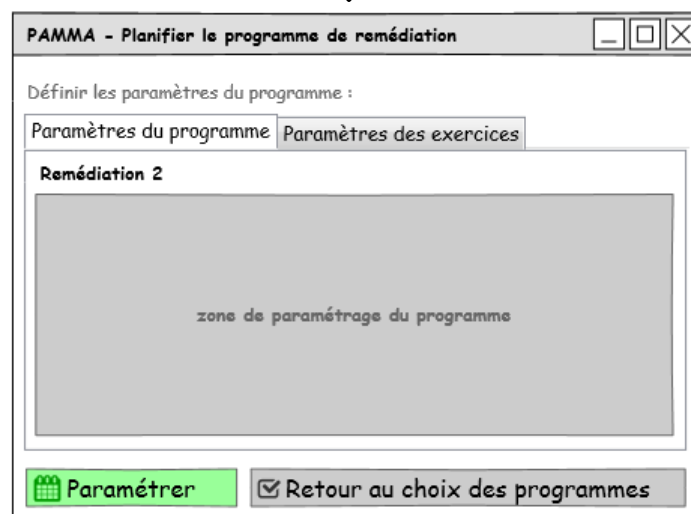 PAMMA - Planifier le programme de remédiation
Définir les paramètres du programme :
Paramètres du programme Paramètres des exercices
Remédiation 2
zone de paramétrage du programme
Paramétrer Retour au choix des programmes